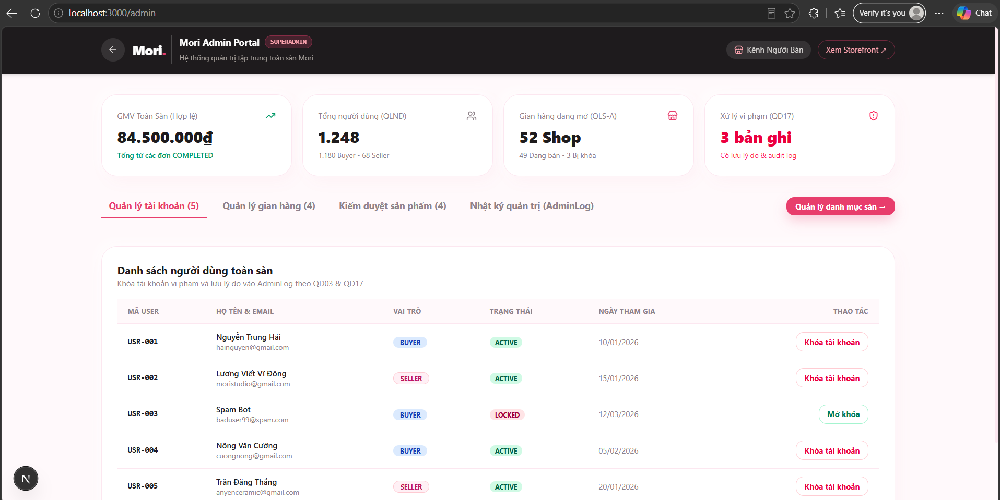 localhost:3000/admin
Verify it's you
Chat
Mori.
Mori Admin Portal SUPERADMIN
Hệ thống quản trị tập trung toàn sàn Mori
Kênh Người Bán
Xem Storefront ↗
GMV Toàn Sàn (Hợp lệ)
84.500.000₫
Tổng từ các đơn COMPLETED
Tổng người dùng (QLND)
1.248
1.180 Buyer • 68 Seller
Gian hàng đang mở (QLS-A)
52 Shop
49 Đang bán • 3 Bị khóa
Xử lý vi phạm (QD17)
3 bản ghi
Có lưu lý do & audit log
Quản lý tài khoản (5) Quản lý gian hàng (4) Kiểm duyệt sản phẩm (4) Nhật ký quản trị (AdminLog)
Quản lý danh mục sàn →
Danh sách người dùng toàn sàn
Khóa tài khoản vi phạm và lưu lý do vào AdminLog theo QD03 & QD17
MÃ USER HỌ TÊN & EMAIL VAI TRÒ TRẠNG THÁI NGÀY THAM GIA THAO TÁC
USR-001 Nguyễn Trung Hải BUYER ACTIVE 10/01/2026 Khóa tài khoản
hainguyen@gmail.com
USR-002 Lương Viết Vĩ Đông SELLER ACTIVE 15/01/2026 Khóa tài khoản
moristudio@gmail.com
USR-003 Spam Bot BUYER LOCKED 12/03/2026 Mở khóa
baduser99@spam.com
USR-004 Nông Văn Cường BUYER ACTIVE 05/02/2026 Khóa tài khoản
cuongnong@gmail.com
USR-005 Trần Đăng Thắng SELLER ACTIVE 20/01/2026 Khóa tài khoản
anyenceramic@gmail.com
N